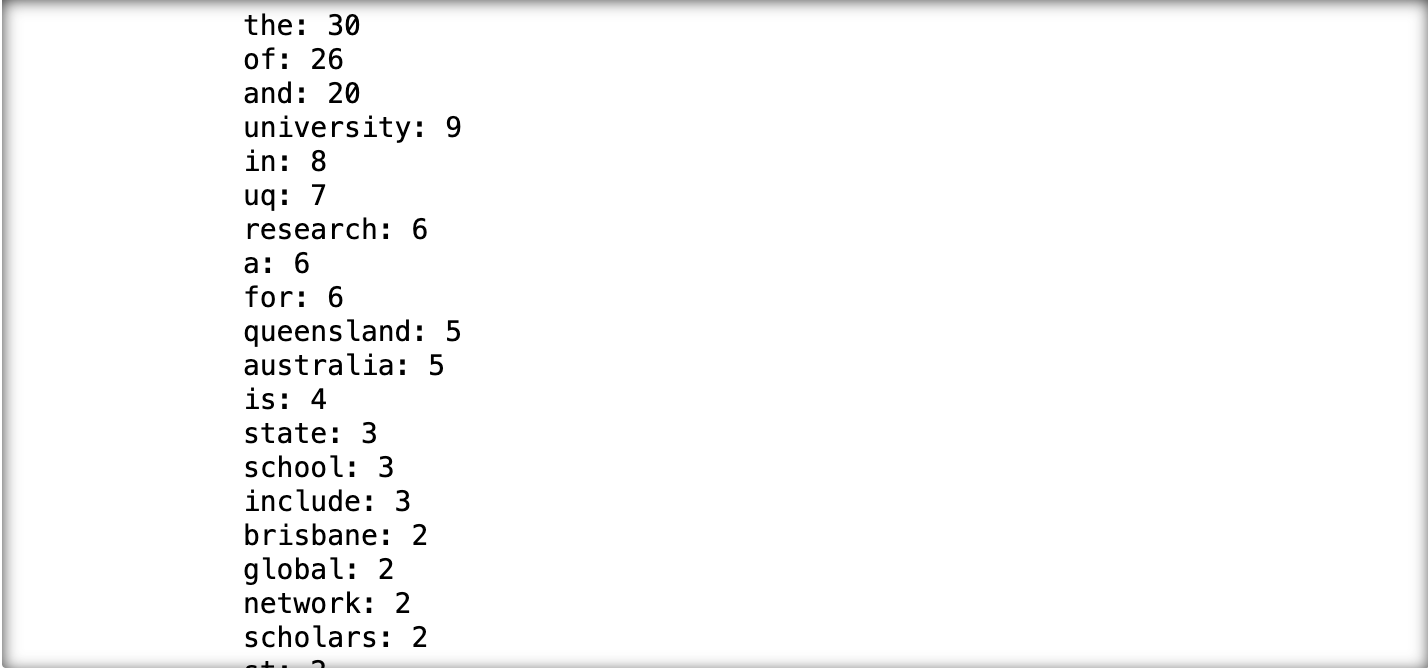 the: 30
of: 26
and: 20
university: 9
in: 8
uq: 7
research: 6
a: 6
for: 6
queensland: 5
australia: 5
is: 4
state: 3
school: 3
include: 3
brisbane: 2
global: 2
network: 2
scholars: 2